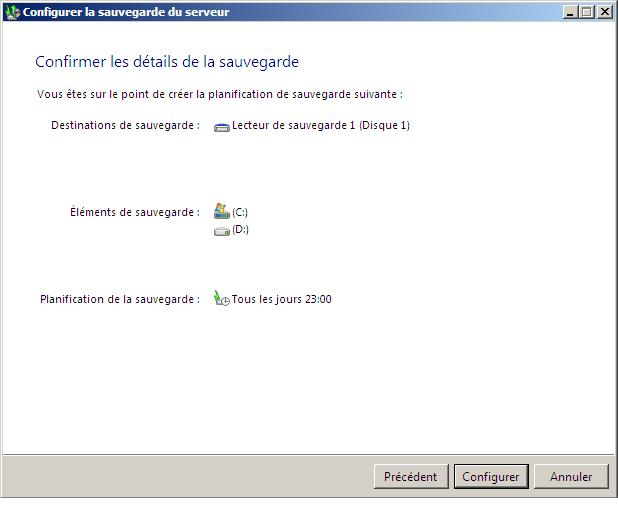 Configurer la sauvegarde du serveur
Confirmer les détails de la sauvegarde
Vous êtes sur le point de créer la planification de sauvegarde suivante :
Destinations de sauvegarde : Lecteur de sauvegarde 1 (Disque 1)
Éléments de sauvegarde : (C:)
(D:)
Planification de la sauvegarde : Tous les jours 23:00
Précédent Configurer Annuler